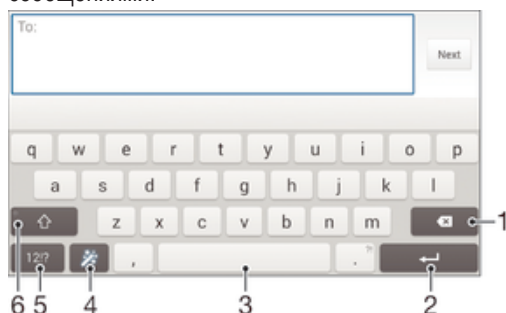 To:
Next
q w e r t y u i o p
a s d f g h j k l
z x c v b n m
1
12!? , . ?!
6 5 4 3 2